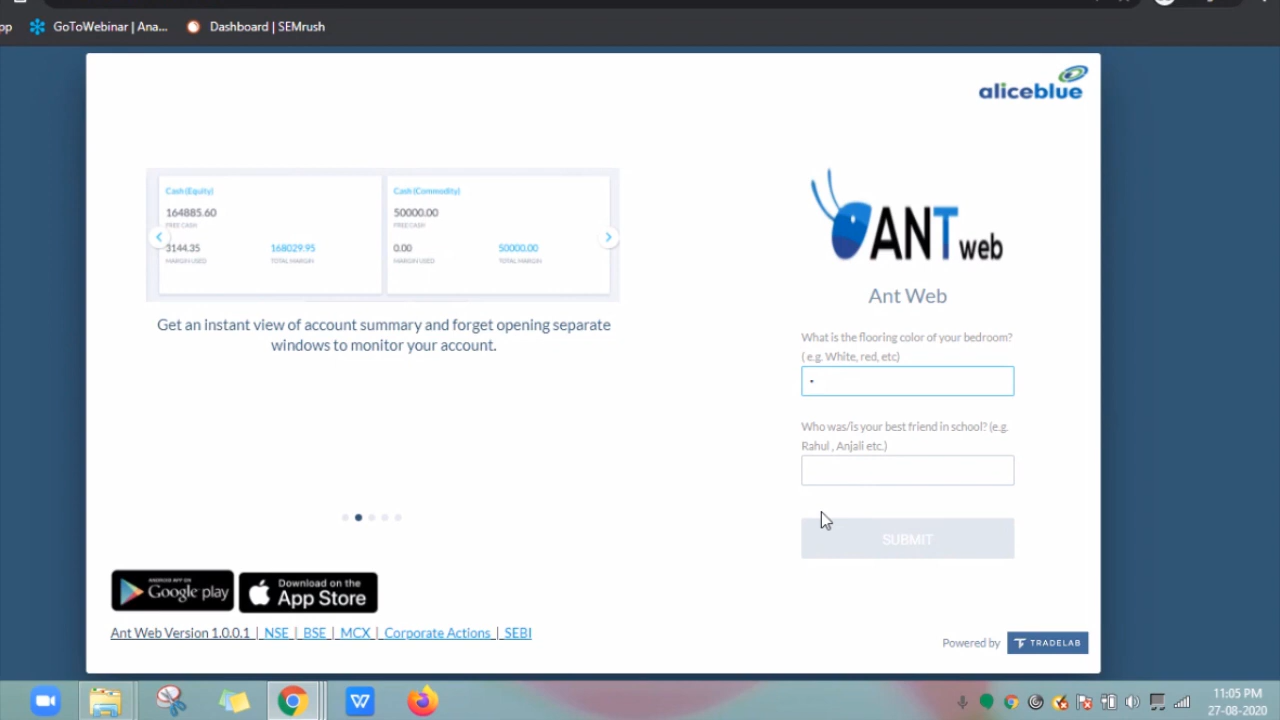 GoToWebinar | Ana...
Dashboard | SEMrush
aliceblue
Cash (Equity)
164885.60
FREE CASH
3144.35
168029.95
MARGIN USED
TOTAL MARGIN
Cash (Commodity)
50000.00
FREE CASH
0.00
50000.00
MARGIN USED
TOTAL MARGIN
Get an instant view of account summary and forget opening separate
windows to monitor your account.
ANT web
Ant Web
What is the flooring color of your bedroom?
( e.g. White, red, etc)
Who was/is your best friend in school? (e.g.
Rahul , Anjali etc.)
SUBMIT
ANDROID APP ON
Google play
Download on the
App Store
Ant Web Version 1.0.0.1 | NSE | BSE | MCX | Corporate Actions | SEBI
Powered by TRADELAB
11:05 PM
27-08-2020